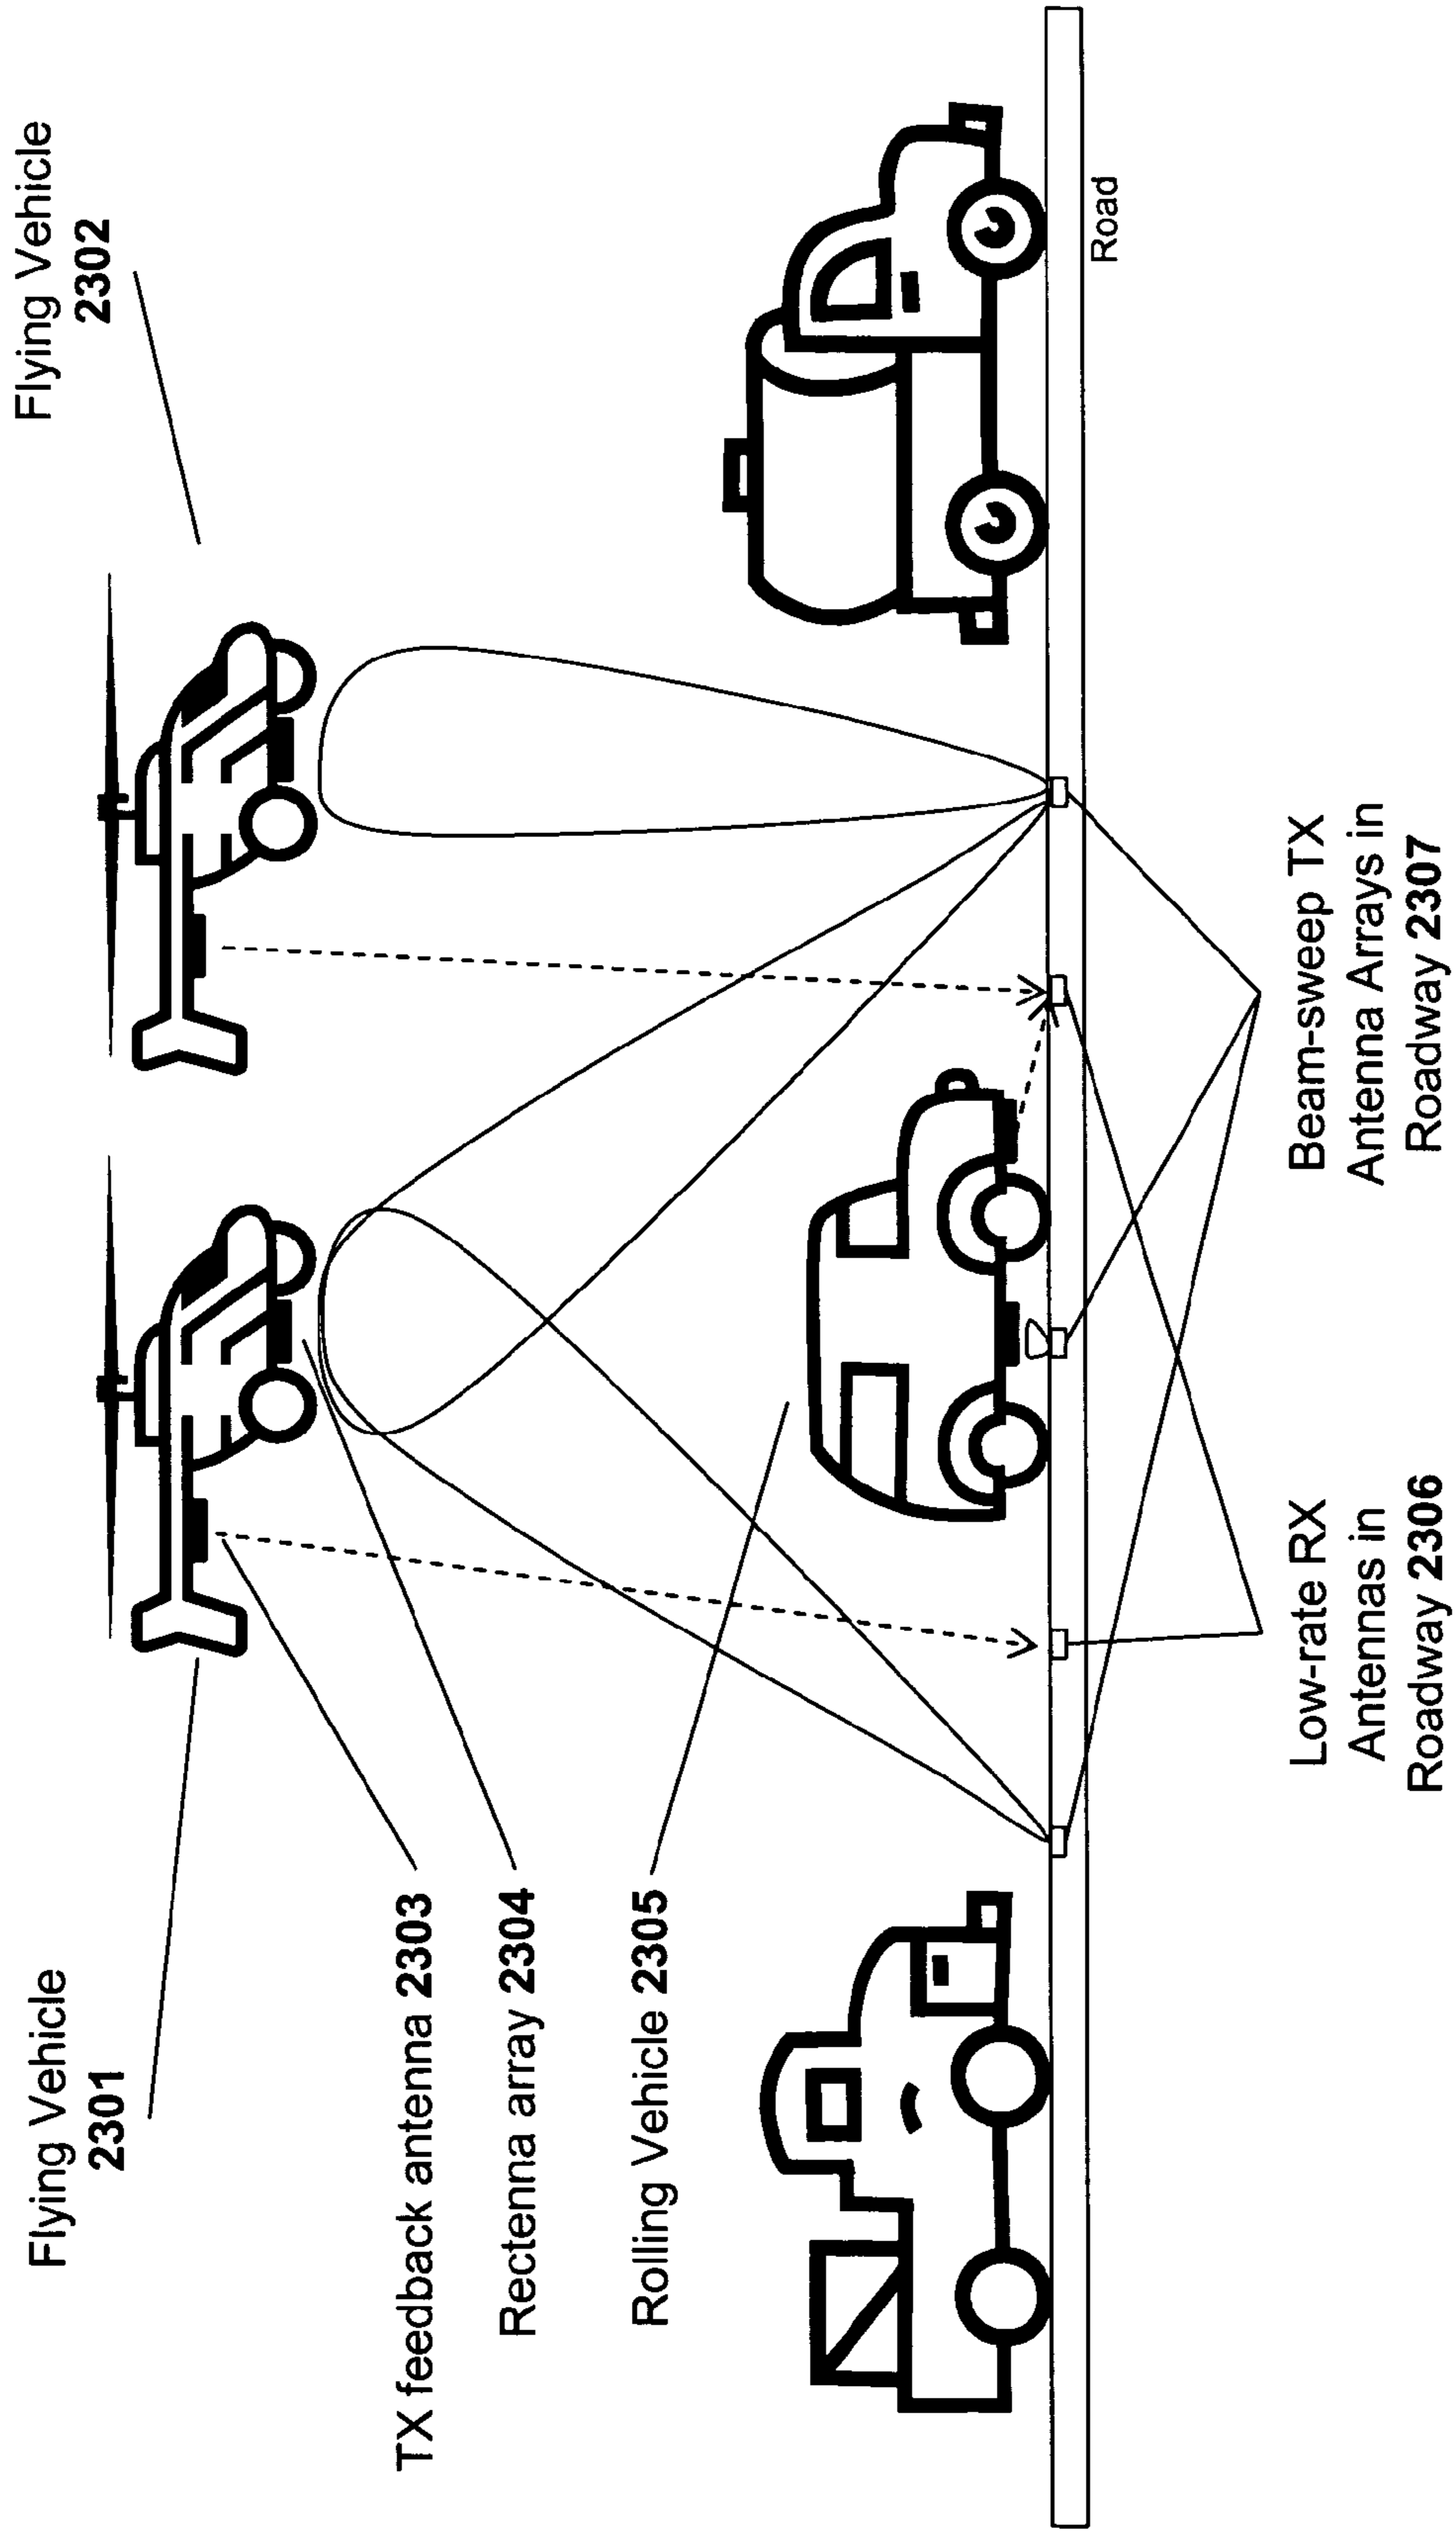 Flying Vehicle
2301
Flying Vehicle
2302
TX feedback antenna 2303
Rectenna array 2304
Rolling Vehicle 2305
Road
Low-rate RX
Antennas in
Roadway 2306
Beam-sweep TX
Antenna Arrays in
Roadway 2307